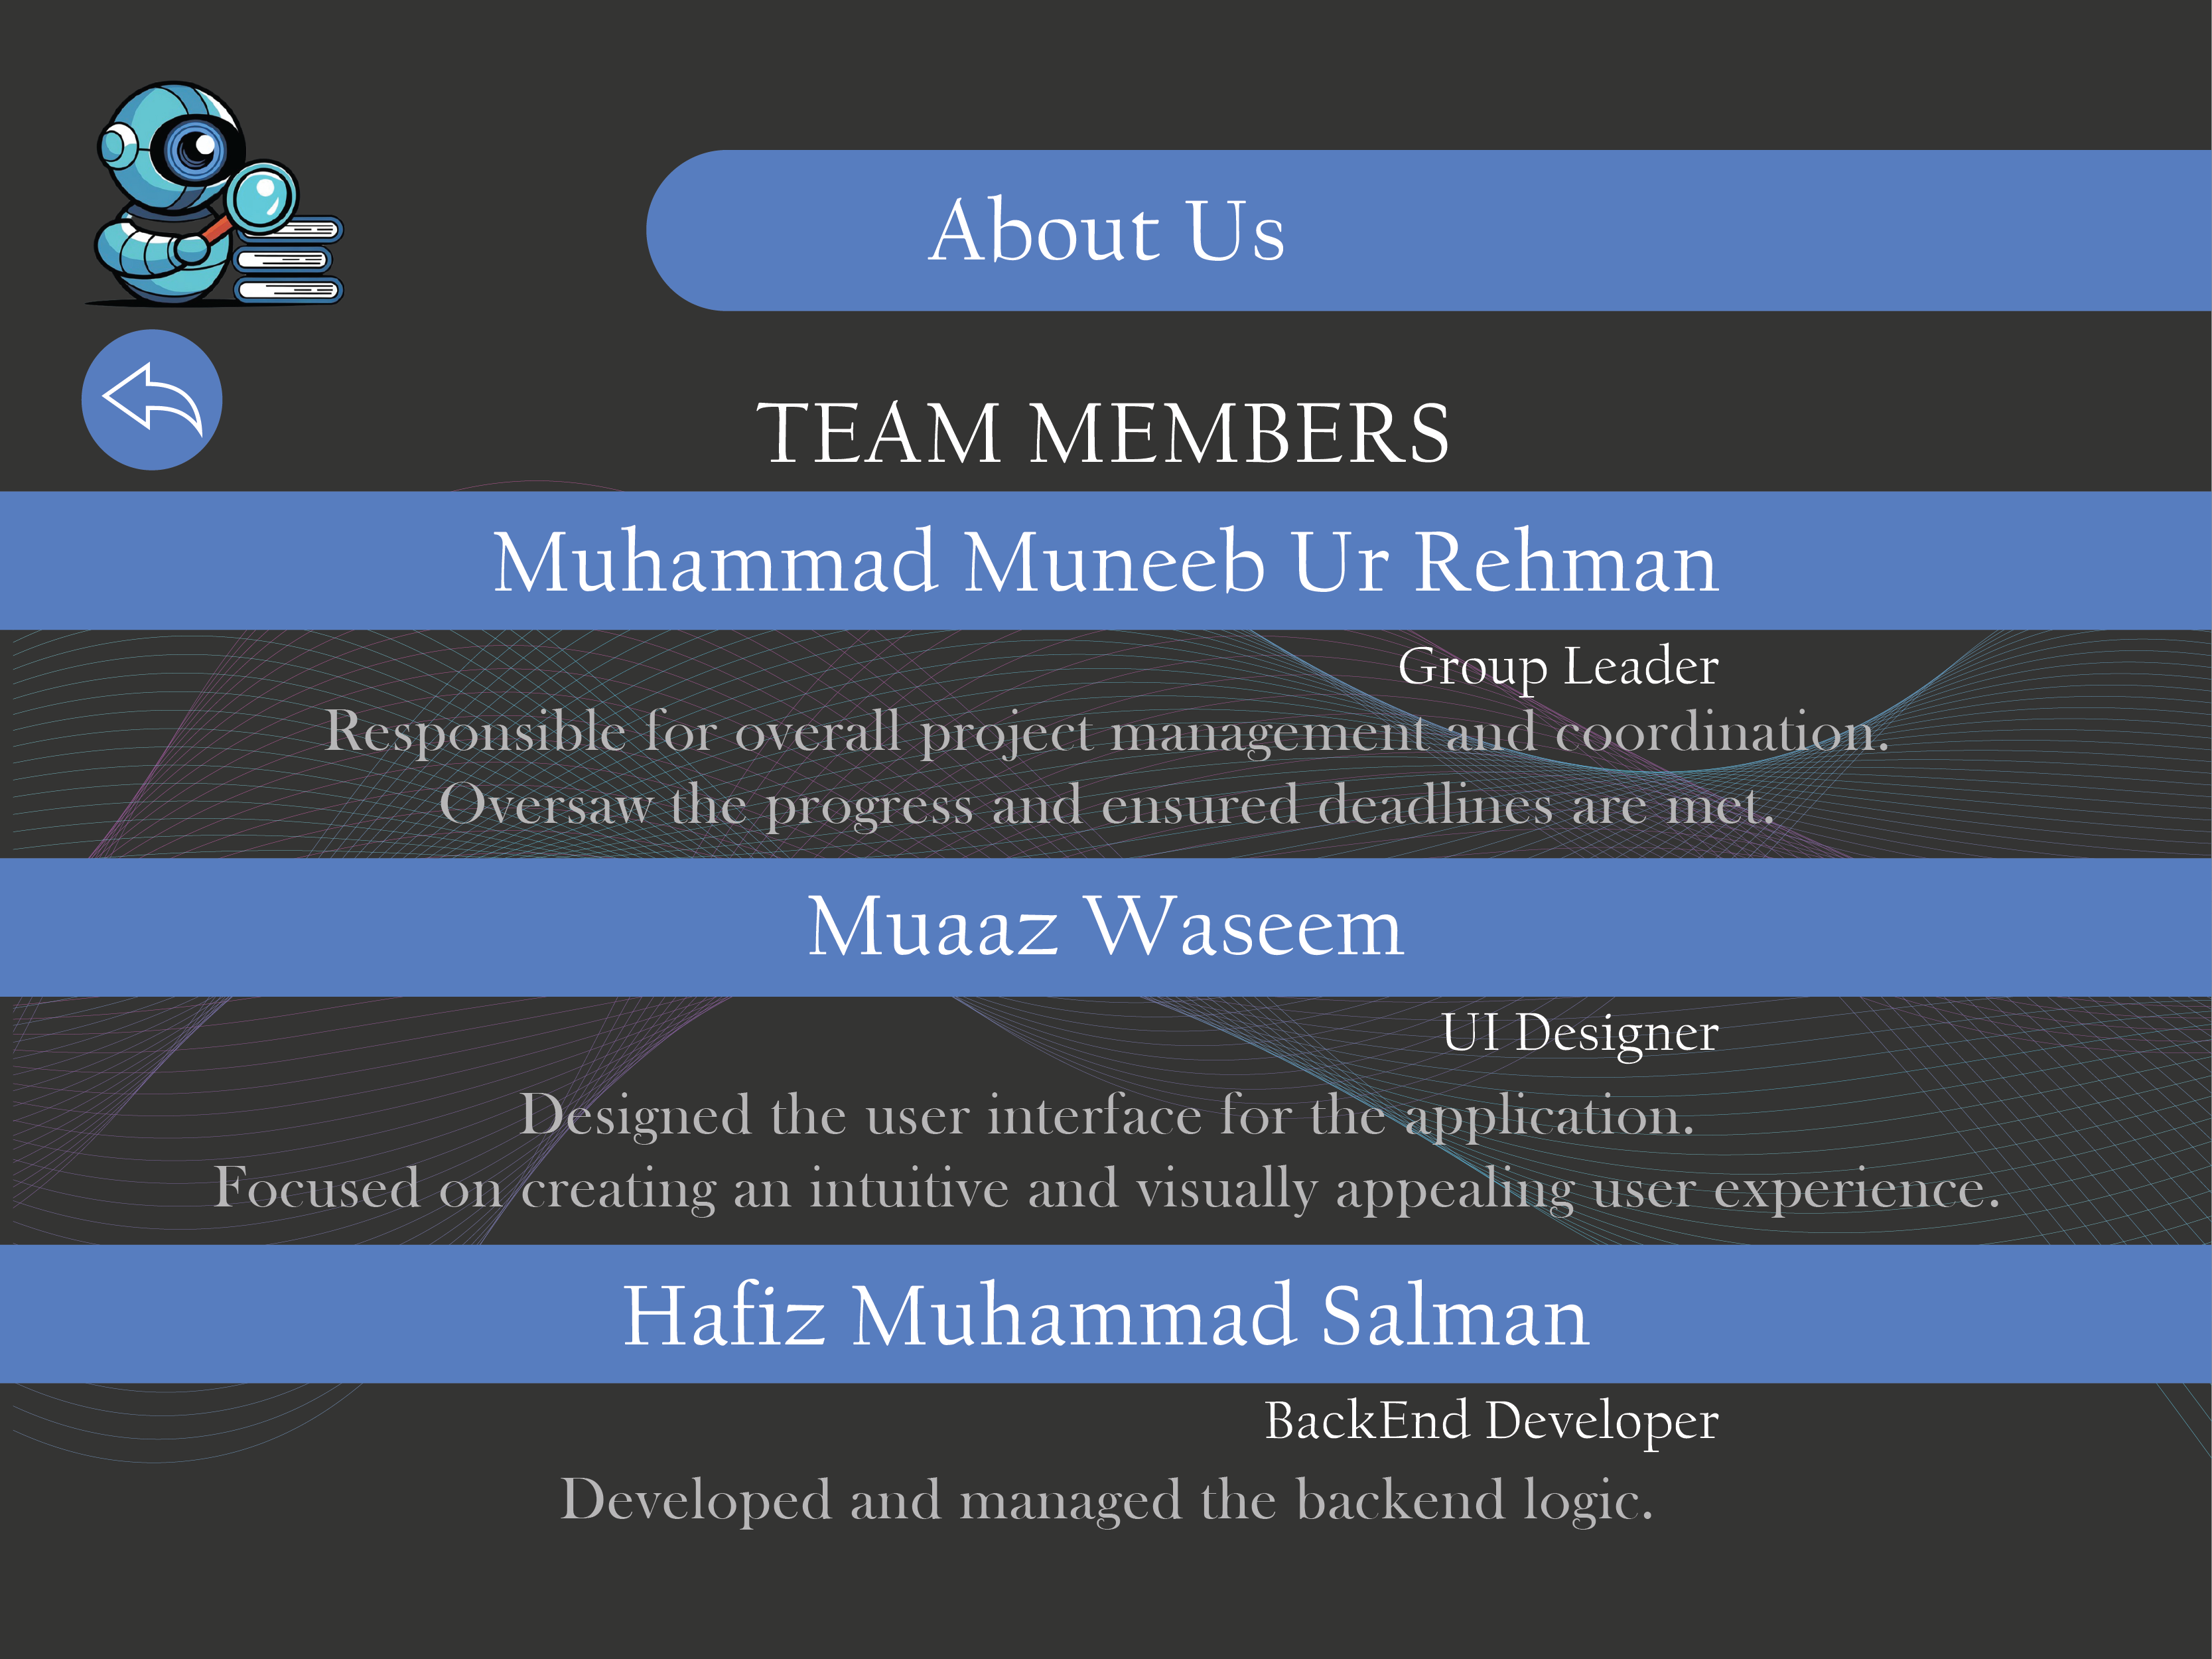 About Us
TEAM MEMBERS
Muhammad Muneeb Ur Rehman
Group Leader
Responsible for overall project management and coordination.
Oversaw the progress and ensured deadlines are met.
Muaaz Waseem
UI Designer
Designed the user interface for the application.
Focused on creating an intuitive and visually appealing user experience.
Hafiz Muhammad Salman
BackEnd Developer
Developed and managed the backend logic.